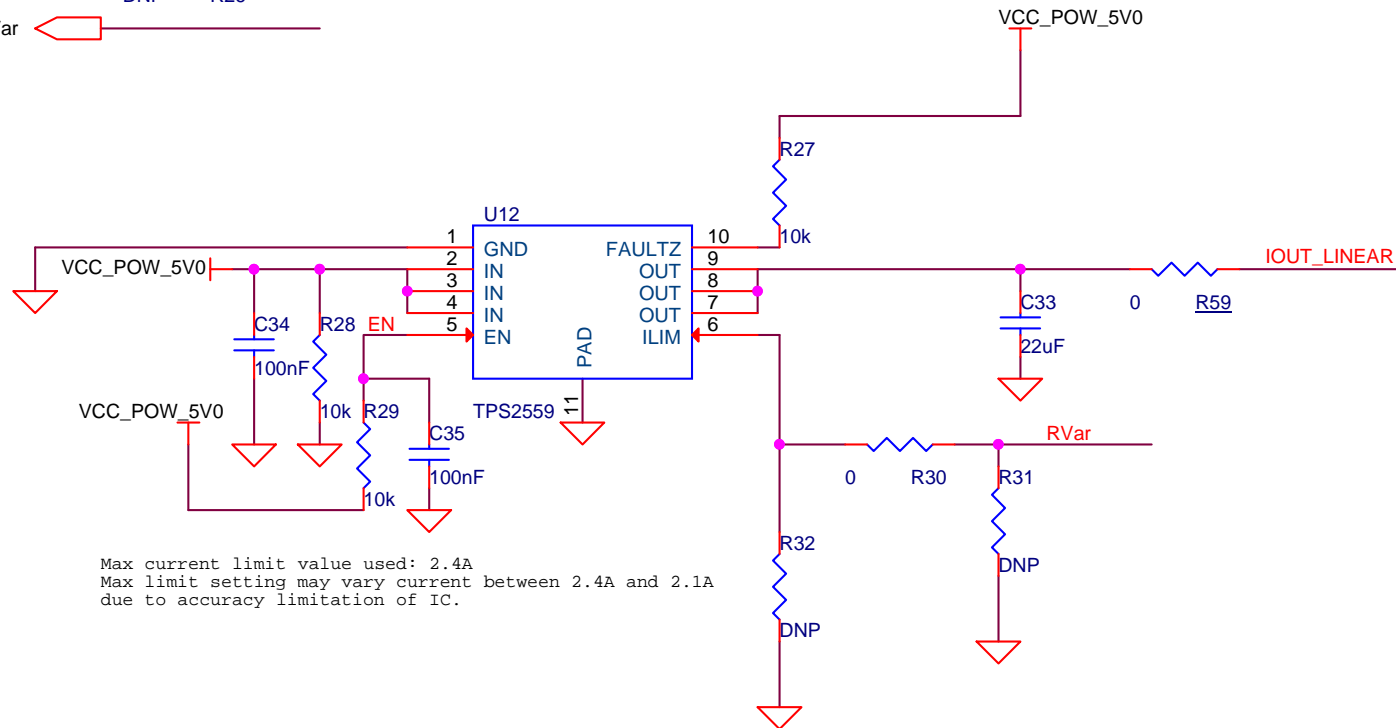 ar
VCC_POW_5V0
R27
10k
U12
1
GND
FAULTZ
10
VCC_POW_5V0
2
IN
OUT
9
IOUT_LINEAR
3
IN
OUT
8
4
IN
OUT
7
0
R59
C33
22uF
C34
100nF
R28
10k
EN
5
EN
ILIM
6
PAD
11
TPS2559
VCC_POW_5V0
R29
10k
C35
100nF
RVar
0
R30
R31
DNP
R32
DNP
Max current limit value used: 2.4A
Max limit setting may vary current between 2.4A and 2.1A
due to accuracy limitation of IC.